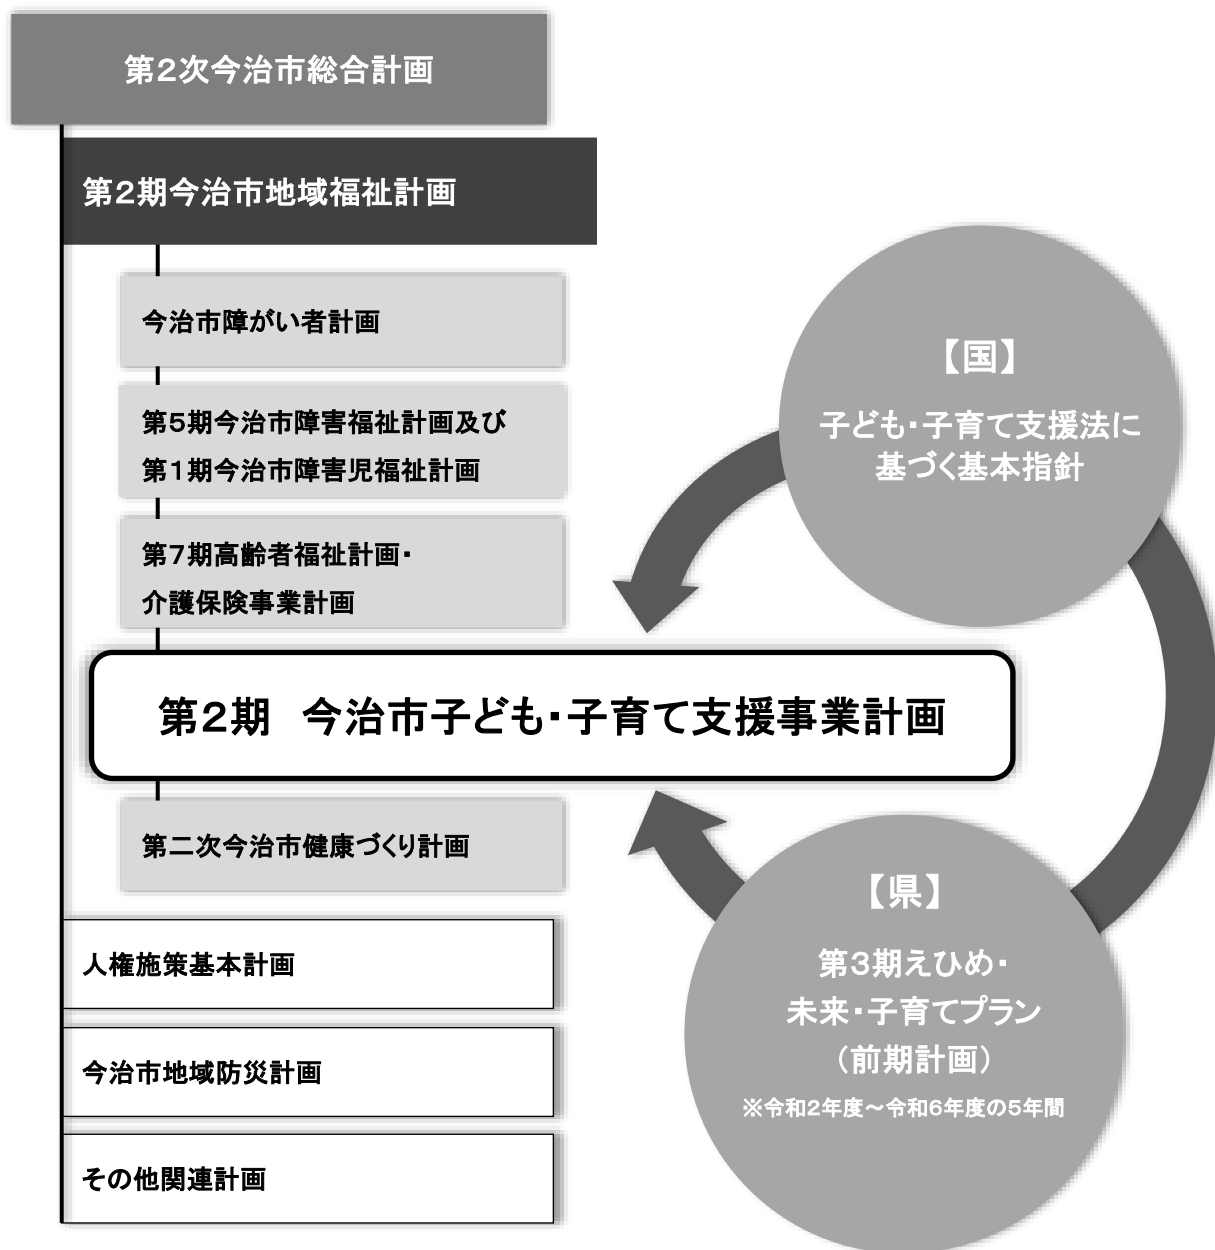 第2次今治市総合計画
第2期今治市地域福祉計画
今治市障がい者計画
第5期今治市障害福祉計画及び
第1期今治市障害児福祉計画
第7期高齢者福祉計画・
介護保険事業計画
第2期　今治市子ども・子育て支援事業計画
第二次今治市健康づくり計画
人権施策基本計画
今治市地域防災計画
その他関連計画
【国】
子ども・子育て支援法に
基づく基本指針
【県】
第3期えひめ・
未来・子育てプラン
（前期計画）
※令和2年度～令和6年度の5年間